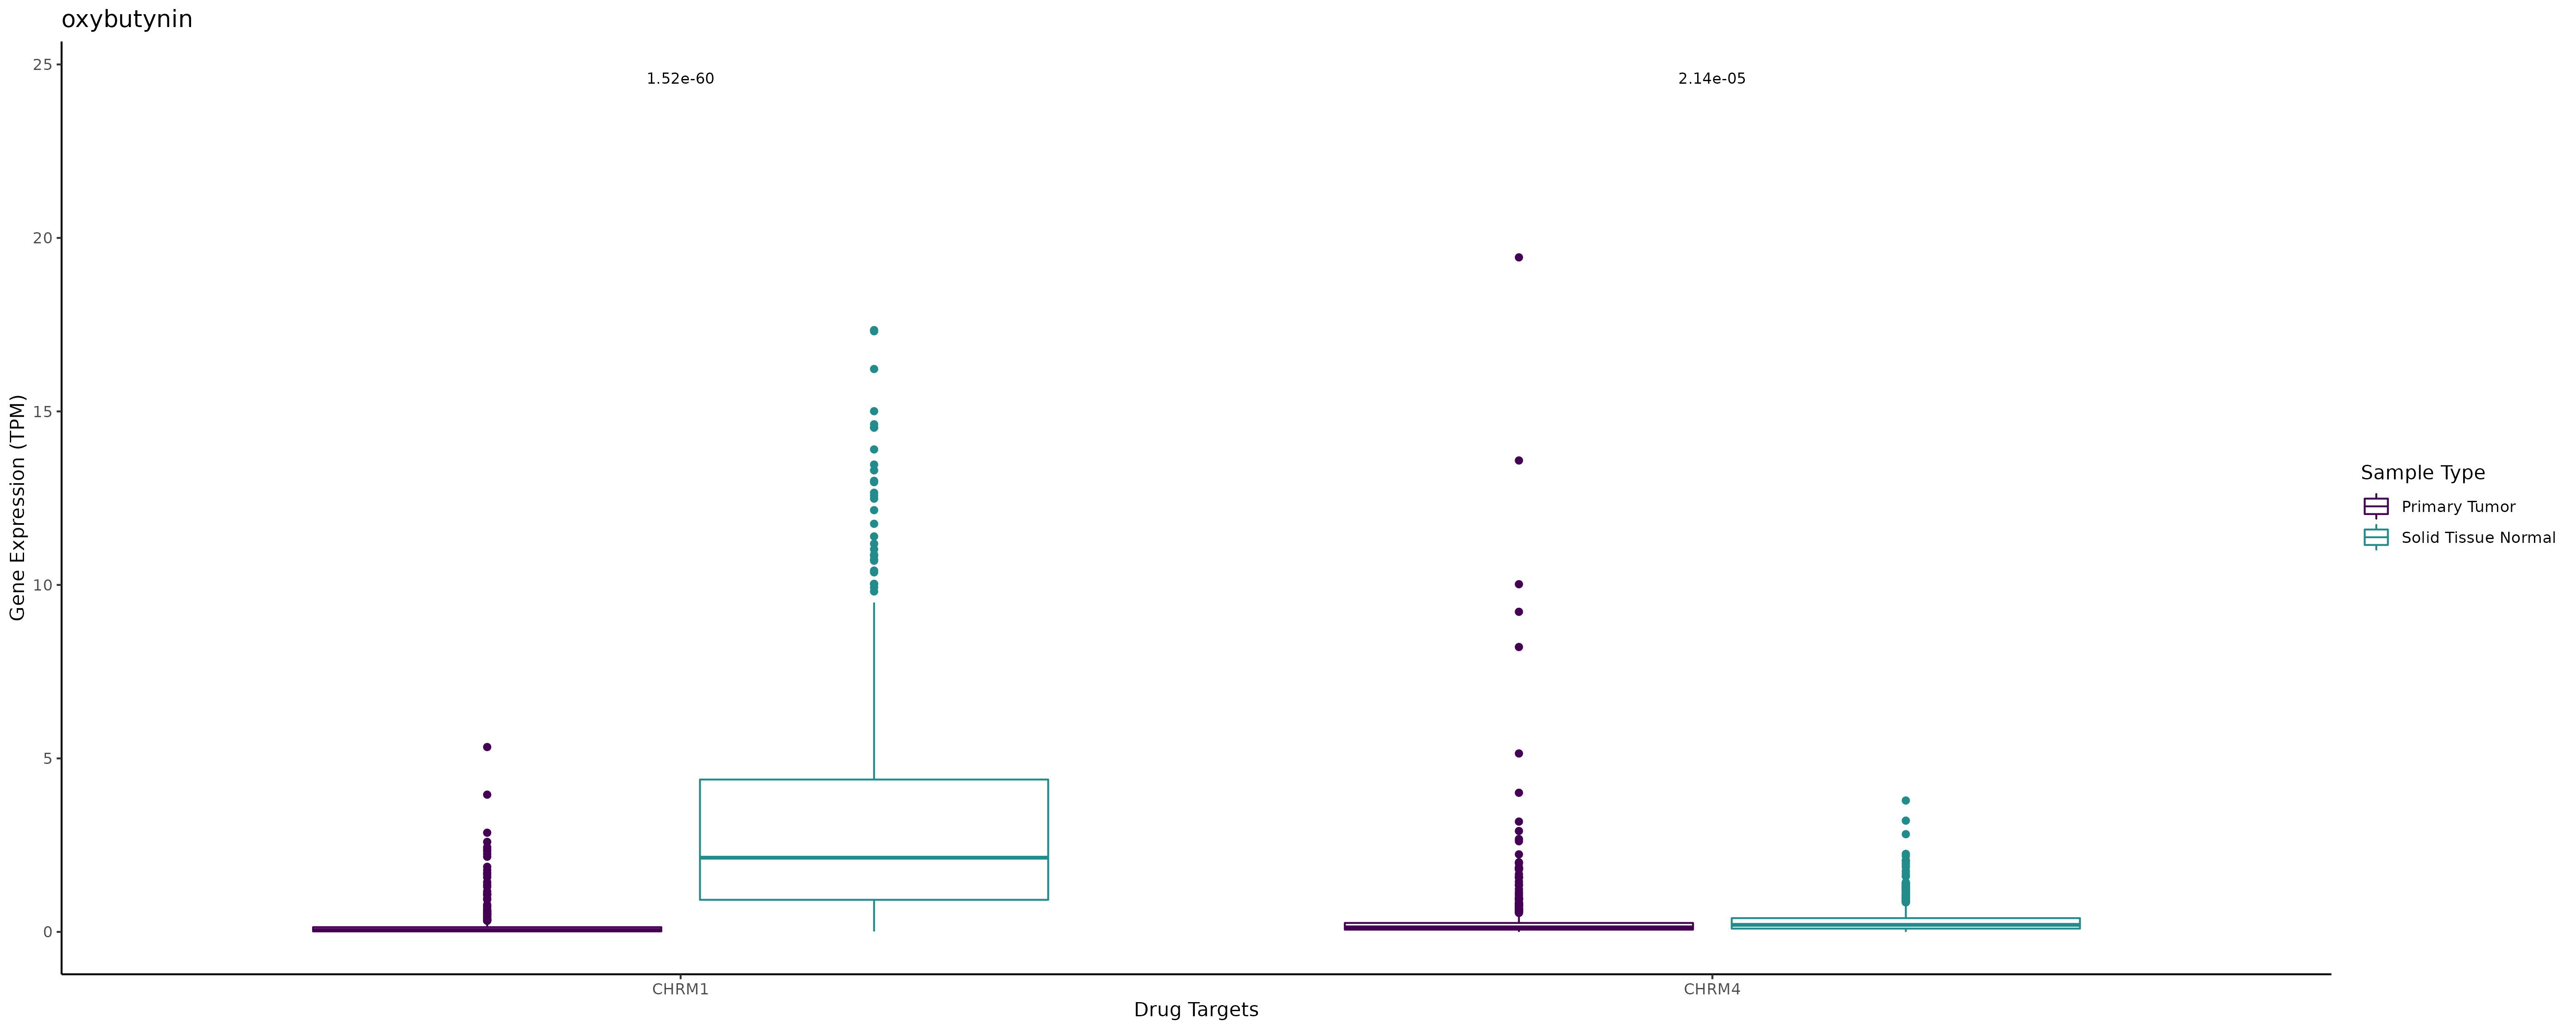 oxybutynin
25
20
15
10
5
0
Gene Expression (TPM)
1.52e-60
2.14e-05
CHRM1
CHRM4
Drug Targets
Sample Type
Primary Tumor
Solid Tissue Normal